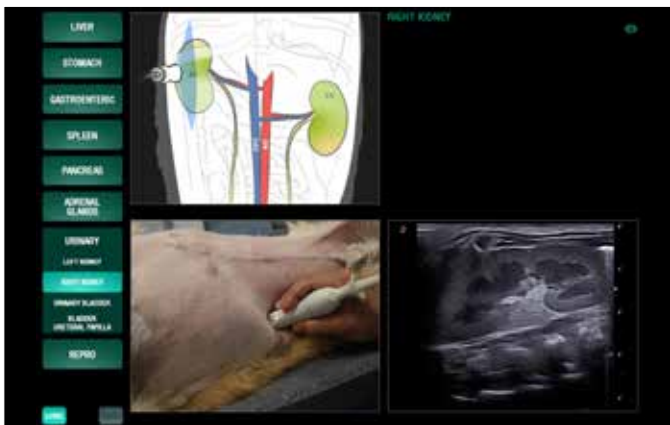 LIVER
STOMACH
GASTROENTERIC
SPLEEN
PANCREAS
ADRENAL
GLANDS
URINARY
LEFT KIDNEY
RIGHT KIDNEY
URINARY BLADDER
BLADDER
URETERAL PAPILLA
REPRO
RIGHT KIDNEY